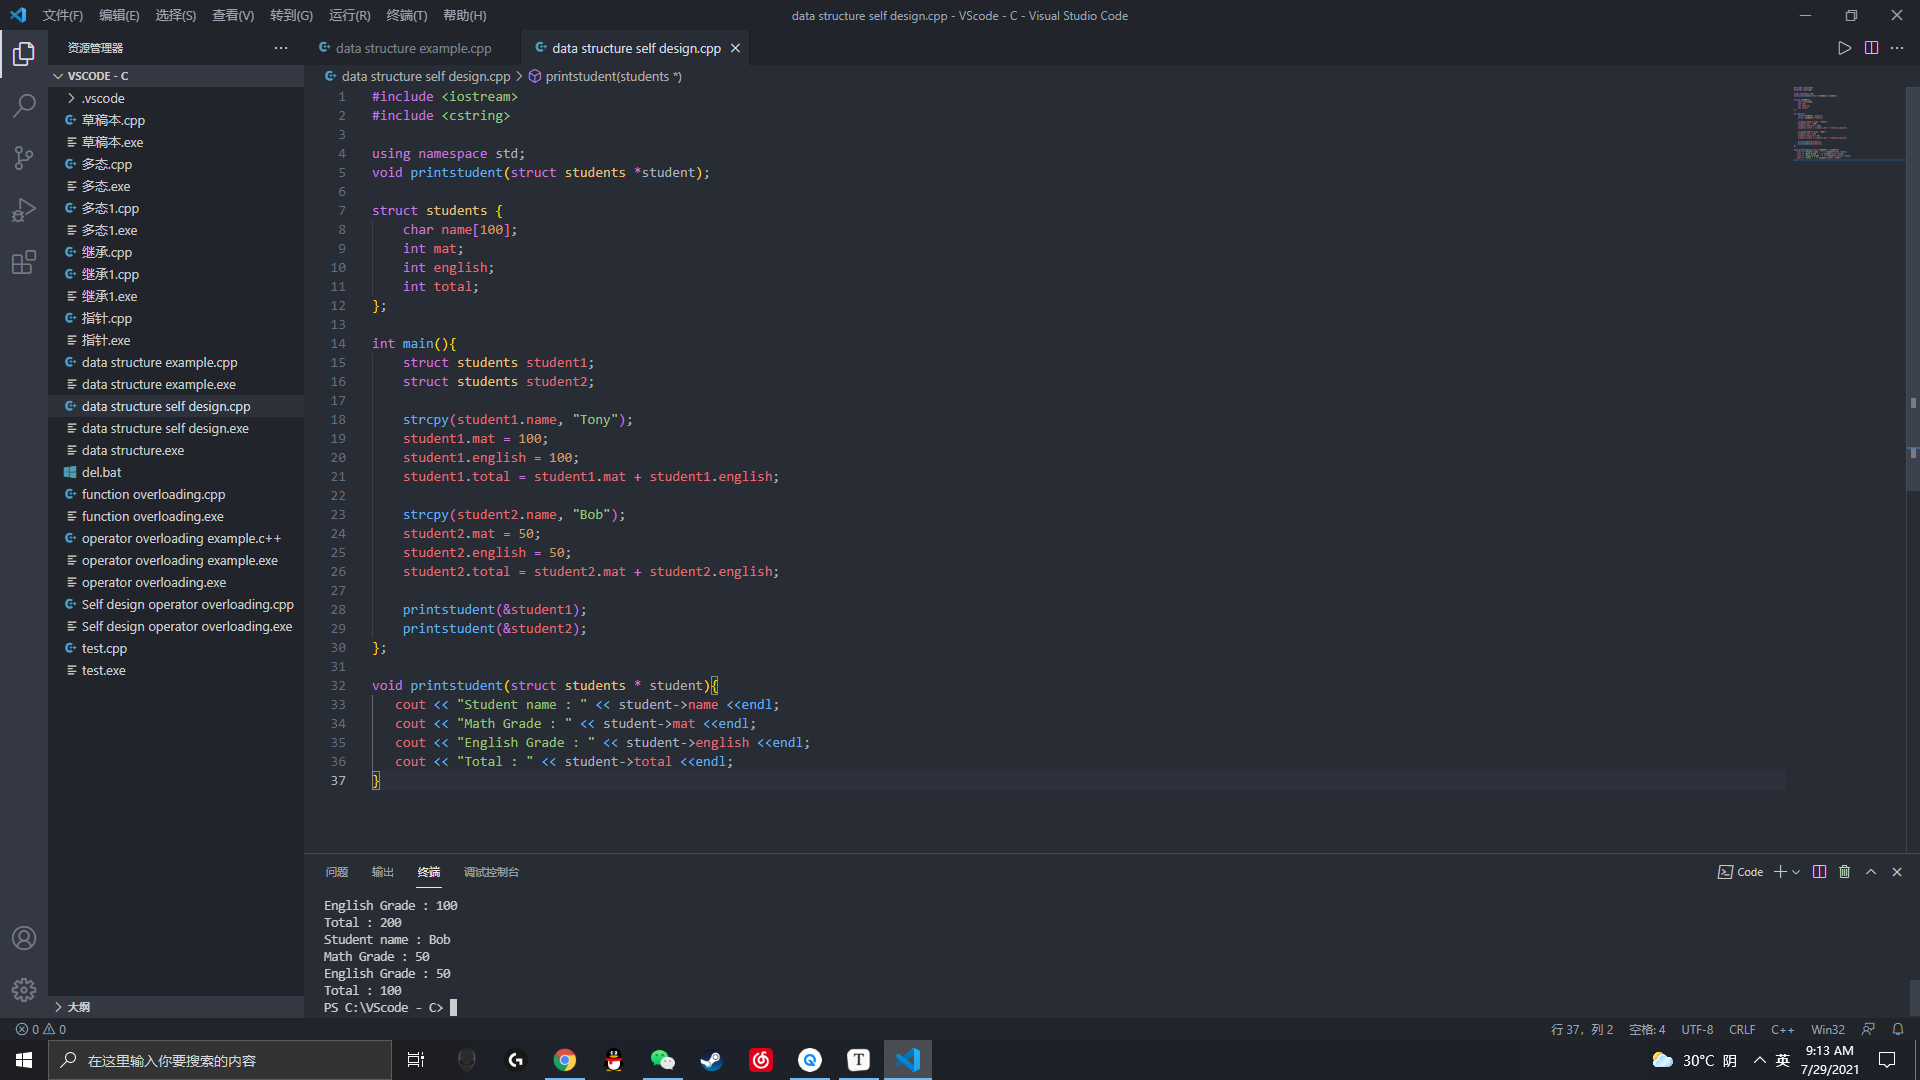 文件(F) 编辑(E) 选择(S) 查看(V) 转到(G) 运行(R) 终端(T) 帮助(H) data structure self design.cpp - VScode - C - Visual Studio Code
资源管理器
data structure example.cpp
data structure self design.cpp
VSCODE - C
.vscode
草稿本.cpp
草稿本.exe
多态.cpp
多态.exe
多态1.cpp
多态1.exe
继承.cpp
继承1.cpp
继承1.exe
指针.cpp
指针.exe
data structure example.cpp
data structure example.exe
data structure self design.cpp
data structure self design.exe
data structure.exe
del.bat
function overloading.cpp
function overloading.exe
operator overloading example.c++
operator overloading example.exe
operator overloading.exe
Self design operator overloading.cpp
Self design operator overloading.exe
test.cpp
test.exe
大纲
data structure self design.cpp > printstudent(students *)
1 #include <iostream>
2 #include <cstring>
3
4 using namespace std;
5 void printstudent(struct students *student);
6
7 struct students {
8 char name[100];
9 int mat;
10 int english;
11 int total;
12 };
13
14 int main(){
15 struct students student1;
16 struct students student2;
17
18 strcpy(student1.name, "Tony");
19 student1.mat = 100;
20 student1.english = 100;
21 student1.total = student1.mat + student1.english;
22
23 strcpy(student2.name, "Bob");
24 student2.mat = 50;
25 student2.english = 50;
26 student2.total = student2.mat + student2.english;
27
28 printstudent(&student1);
29 printstudent(&student2);
30 };
31
32 void printstudent(struct students * student){
33 cout << "Student name : " << student->name <<endl;
34 cout << "Math Grade : " << student->mat <<endl;
35 cout << "English Grade : " << student->english <<endl;
36 cout << "Total : " << student->total <<endl;
37 }
问题 输出 终端 调试控制台 Code
English Grade : 100
Total : 200
Student name : Bob
Math Grade : 50
English Grade : 50
Total : 100
PS C:\VScode - C>
0 0 行 37，列 2 空格: 4 UTF-8 CRLF C++ Win32
在这里输入你要搜索的内容
30°C 阴 英 9:13 AM
7/29/2021